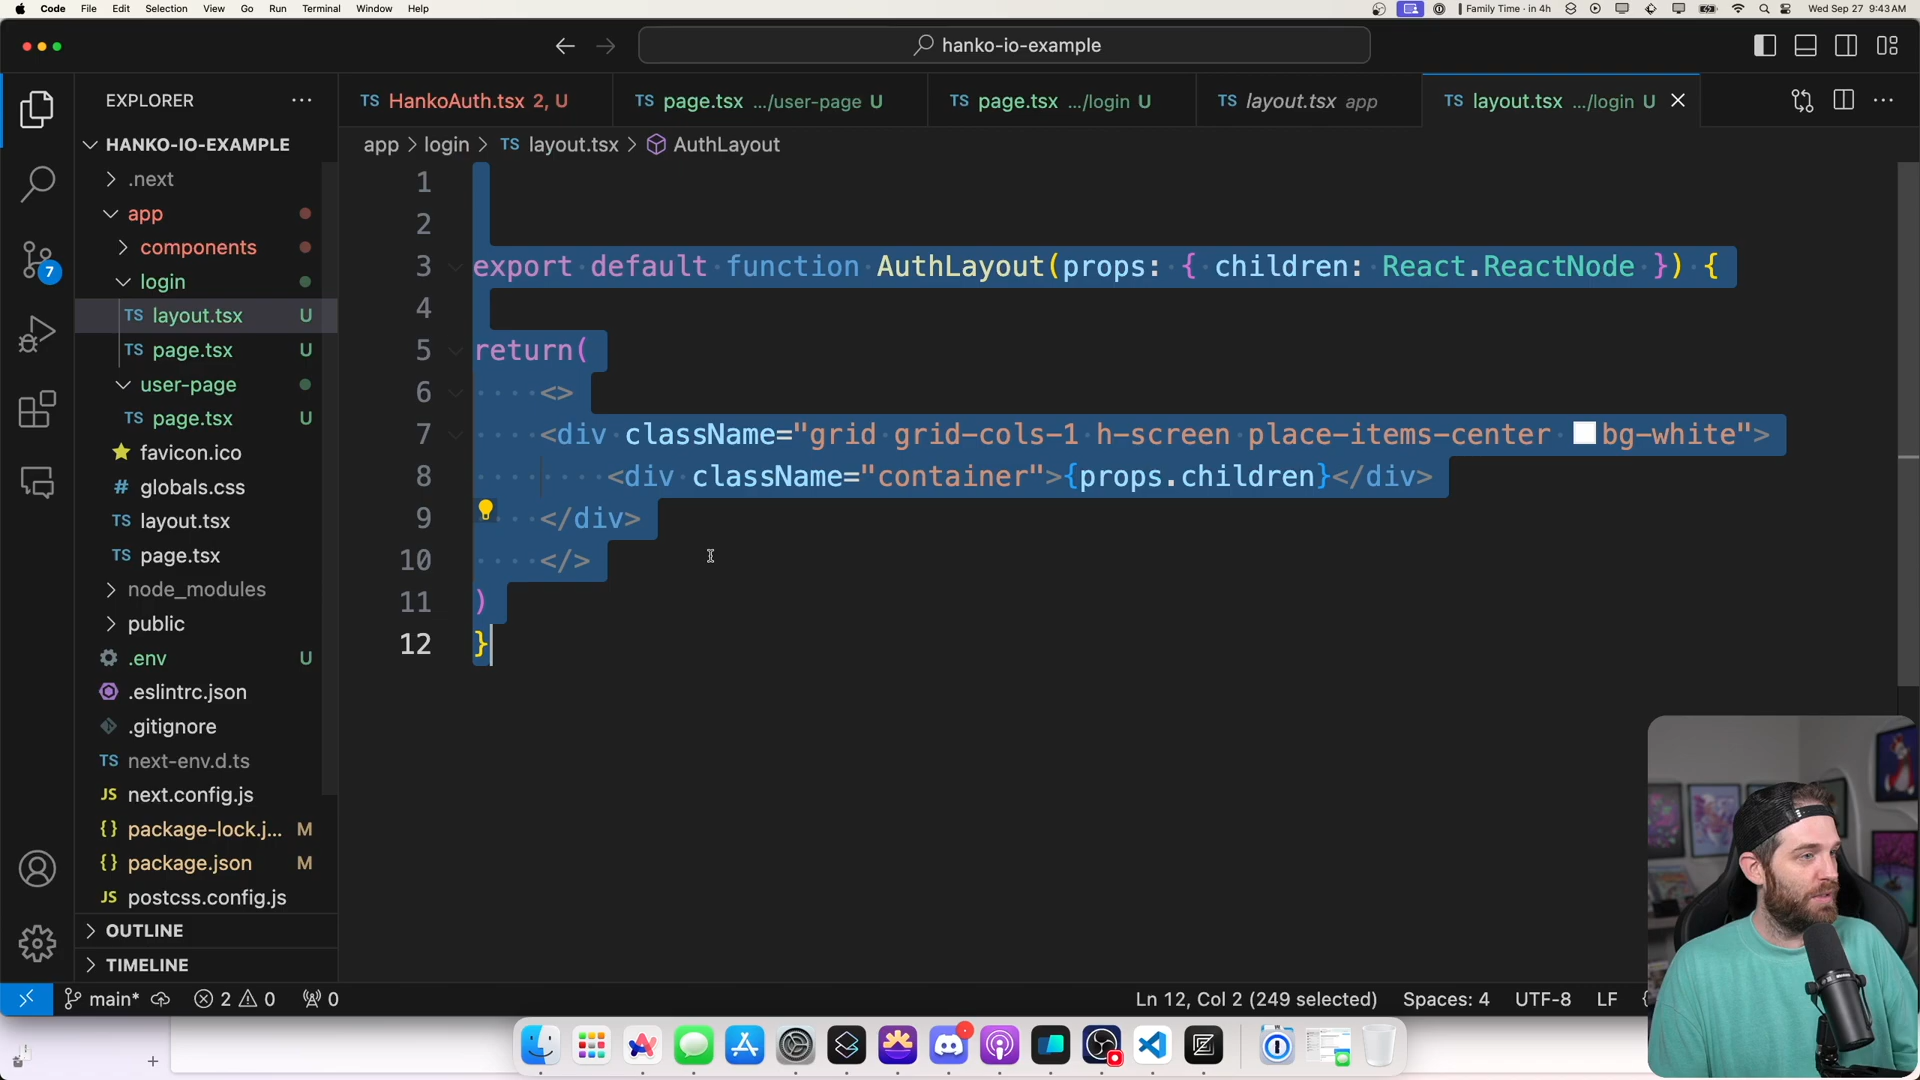 Code File Edit Selection View Go Run Terminal Window Help
Family Time · in 4h Wed Sep 27 9:43 AM
hanko-io-example
EXPLORER
HankoAuth.tsx 2, U
page.tsx .../user-page U
page.tsx .../login U
layout.tsx app
layout.tsx .../login U
app > login > TS layout.tsx > AuthLayout
HANKO-IO-EXAMPLE
.next
app
components
login
TS layout.tsx U
TS page.tsx U
user-page
TS page.tsx U
favicon.ico
# globals.css
TS layout.tsx
TS page.tsx
node_modules
public
.env U
.eslintrc.json
.gitignore
TS next-env.d.ts
JS next.config.js
{} package-lock.j... M
{} package.json M
JS postcss.config.js
OUTLINE
TIMELINE
7
1
2
3 export default function AuthLayout(props: { children: React.ReactNode }) {
4
5 return(
6 <>
7 <div className="grid grid-cols-1 h-screen place-items-center bg-white">
8 <div className="container">{props.children}</div>
9 </div>
10 </>
11 )
12 }
main* 2 0 0
Ln 12, Col 2 (249 selected) Spaces: 4 UTF-8 LF {